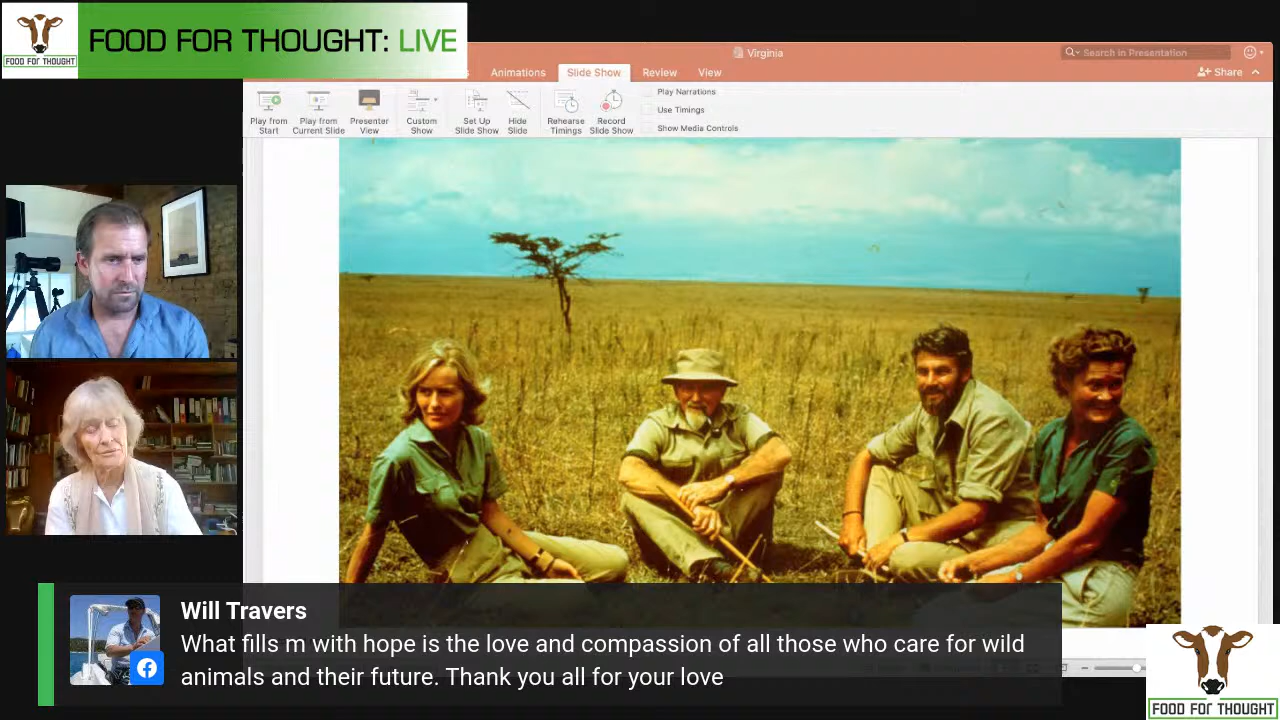 FOOD FOR THOUGHT
FOOD FOR THOUGHT: LIVE
Virginia
Search in Presentation
Animations
Slide Show
Review
View
Share
Play from
Start
Play from
Current Slide
Presenter
View
Custom
Show
Set Up
Slide Show
Hide
Slide
Rehearse
Timings
Record
Slide Show
Play Narrations
Use Timings
Show Media Controls
Will Travers
What fills m with hope is the love and compassion of all those who care for wild
animals and their future. Thank you all for your love
FOOD FOR THOUGHT